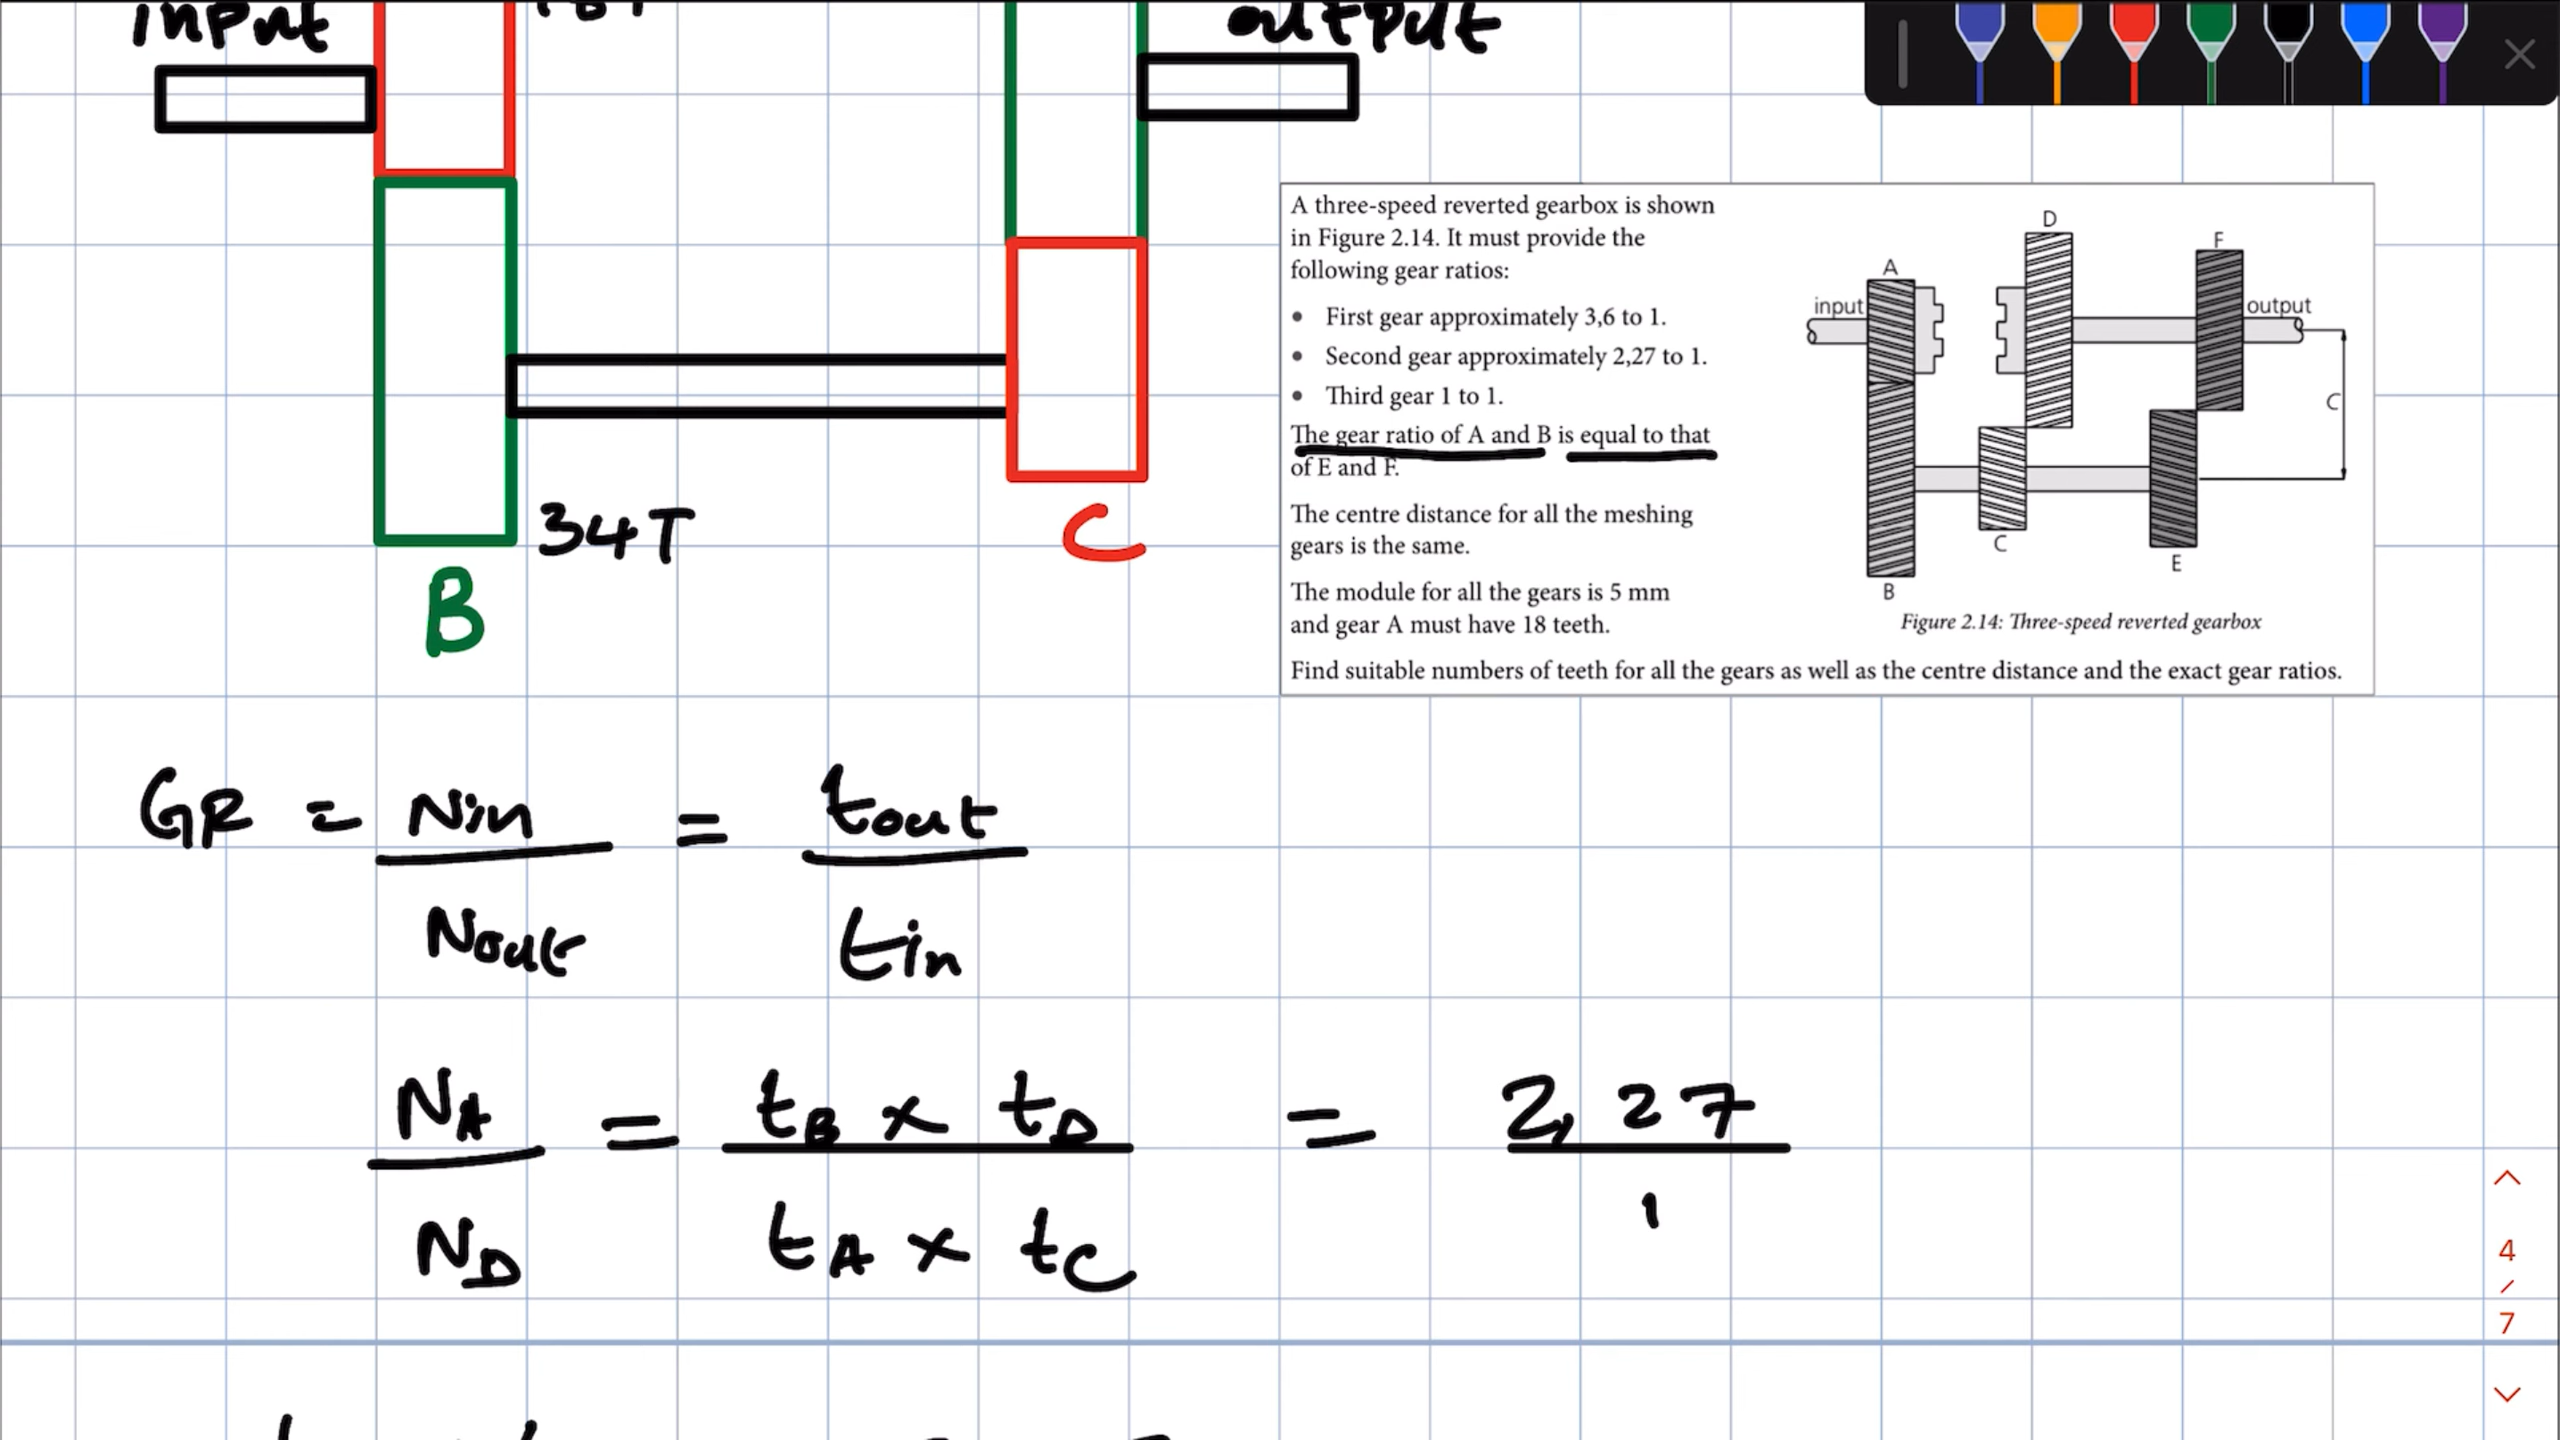 input
output
34T
B
C
A three-speed reverted gearbox is shown
in Figure 2.14. It must provide the
following gear ratios:
• First gear approximately 3,6 to 1.
• Second gear approximately 2,27 to 1.
• Third gear 1 to 1.
The gear ratio of A and B is equal to that
of E and F.
The centre distance for all the meshing
gears is the same.
The module for all the gears is 5 mm
and gear A must have 18 teeth.
Find suitable numbers of teeth for all the gears as well as the centre distance and the exact gear ratios.
D
F
A
input
output
C
C
E
B
Figure 2.14: Three-speed reverted gearbox
GR = Nin / Nout = tout / tin
NA / ND = tB x tD / tA x tC = 2,27 / 1
4
/
7